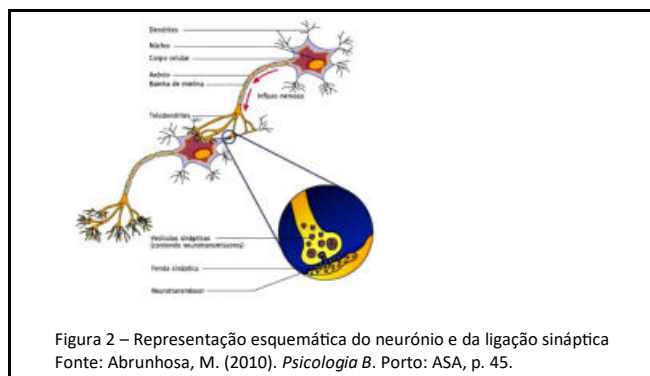 Dendrites
Núcleo
Corpo celular
Axónio
Bainha de mielina
Influxo nervoso
Telodendrites
Vesículas sinápticas
(contendo neurotransmissores)
Fenda sináptica
Neurotransmissor
Figura 2 – Representação esquemática do neurónio e da ligação sináptica
Fonte: Abrunhosa, M. (2010). Psicologia B. Porto: ASA, p. 45.